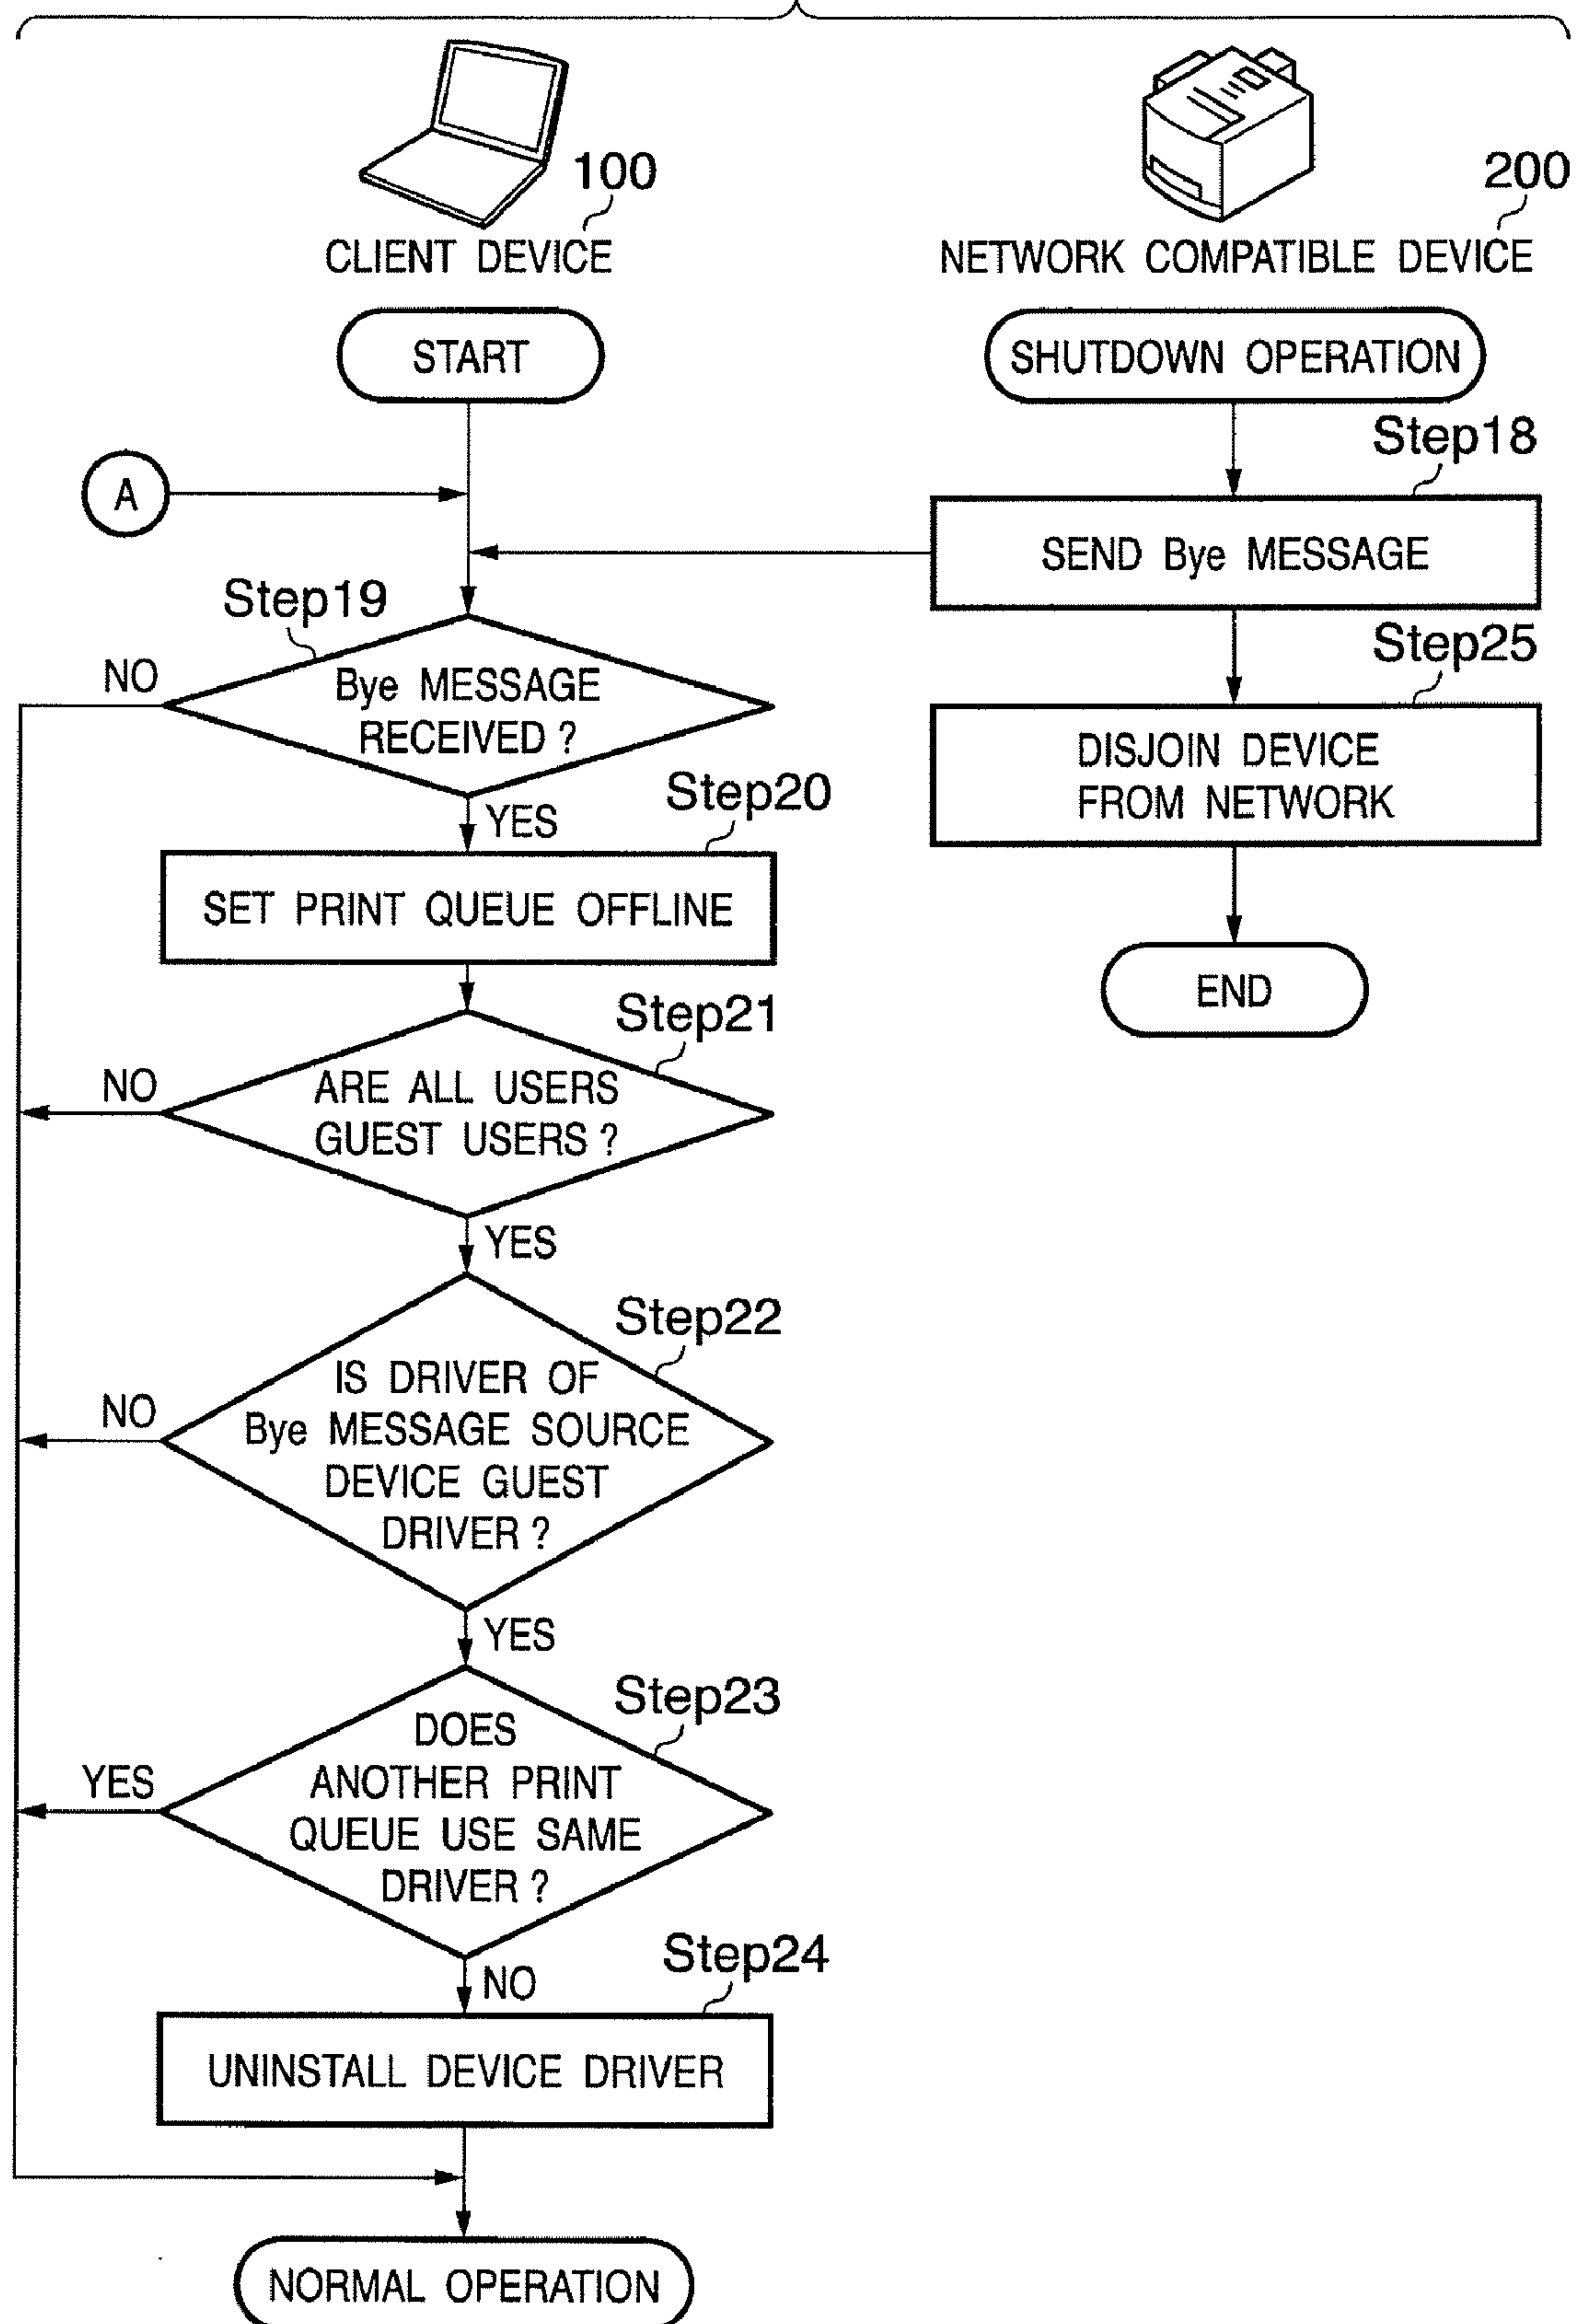 100
CLIENT DEVICE
200
NETWORK COMPATIBLE DEVICE
START
SHUTDOWN OPERATION
A
Step18
SEND Bye MESSAGE
Step19
NO
Bye MESSAGE
RECEIVED ?
YES
Step25
DISJOIN DEVICE
FROM NETWORK
END
Step20
SET PRINT QUEUE OFFLINE
Step21
NO
ARE ALL USERS
GUEST USERS ?
YES
Step22
NO
IS DRIVER OF
Bye MESSAGE SOURCE
DEVICE GUEST
DRIVER ?
YES
Step23
YES
DOES
ANOTHER PRINT
QUEUE USE SAME
DRIVER ?
NO
Step24
UNINSTALL DEVICE DRIVER
NORMAL OPERATION